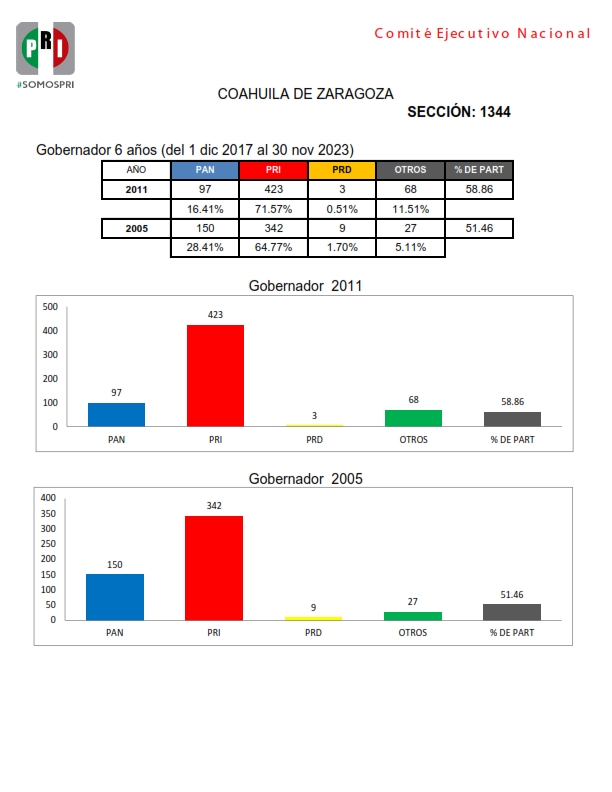 Comité Ejecutivo Nacional
PRI
#SOMOSPRI
COAHUILA DE ZARAGOZA
SECCIÓN: 1344
Gobernador 6 años (del 1 dic 2017 al 30 nov 2023)
AÑO PAN PRI PRD OTROS % DE PART
2011 97 423 3 68 58.86
16.41% 71.57% 0.51% 11.51%
2005 150 342 9 27 51.46
28.41% 64.77% 1.70% 5.11%
Gobernador 2011
500
400
300
200
100
0
97 423 3 68 58.86
PAN PRI PRD OTROS % DE PART
Gobernador 2005
400
350
300
250
200
150
100
50
0
150 342 9 27 51.46
PAN PRI PRD OTROS % DE PART